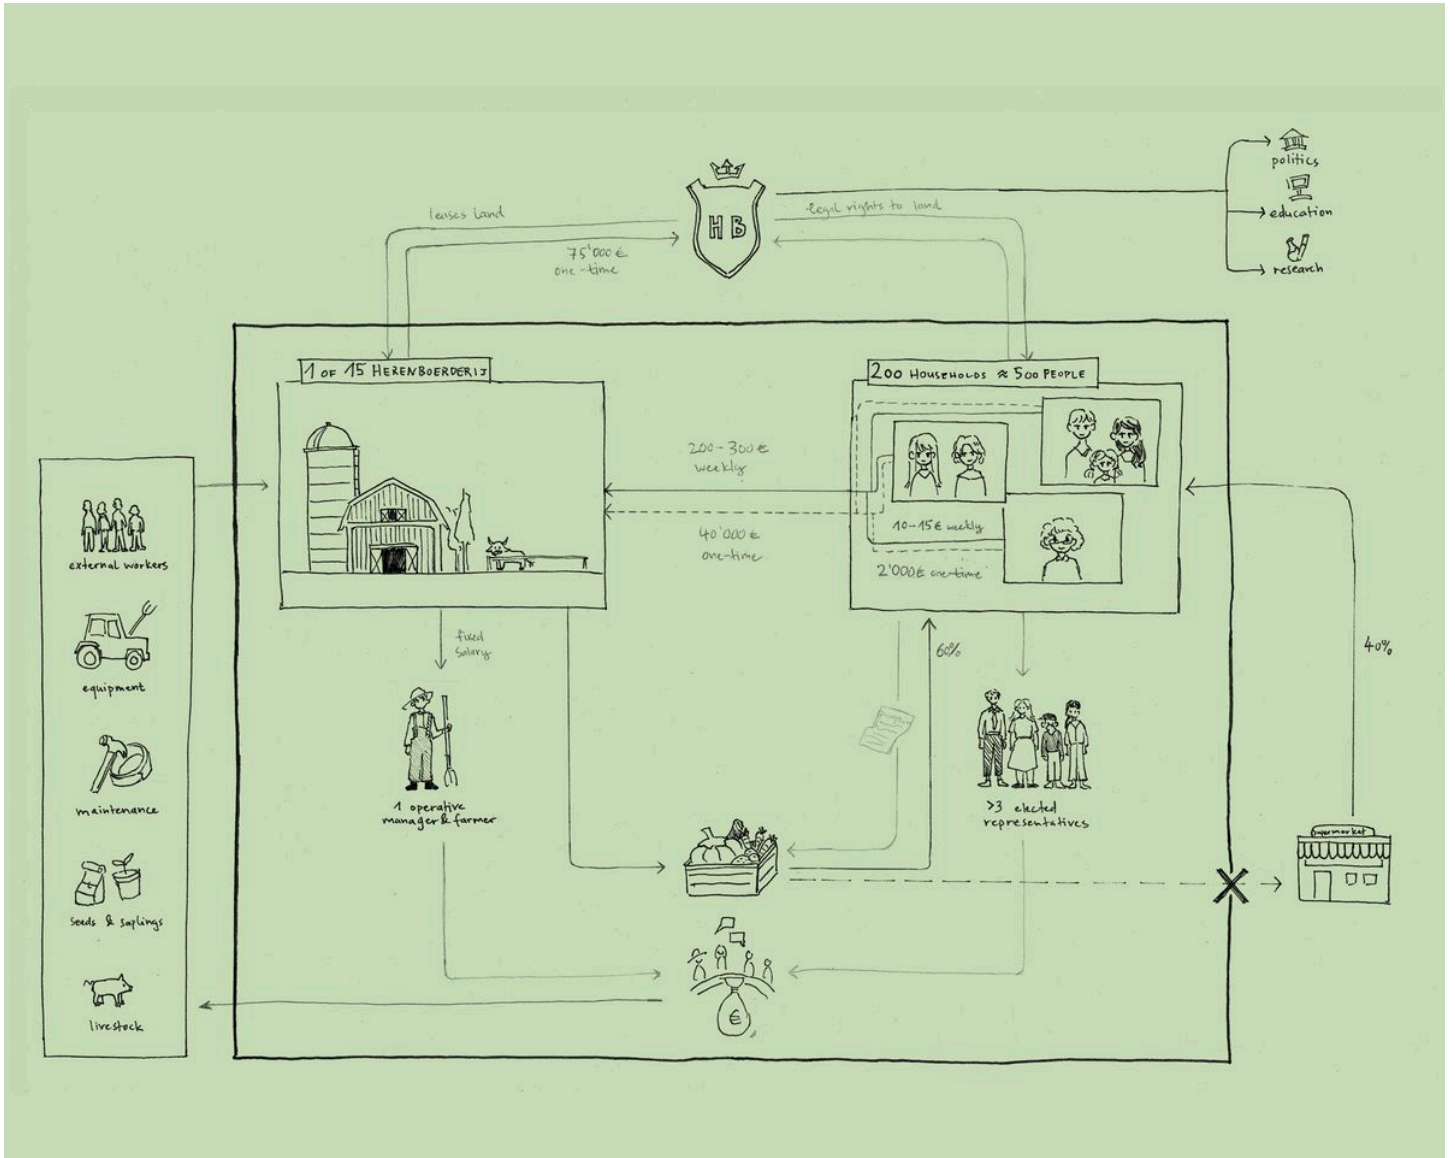 H B
politics
education
research
leases land
legal rights to land
75'000 €
one-time
1 OF 15 HERENBOERDERIJ
200 HOUSEHOLDS ≈ 500 PEOPLE
200-300 €
weekly
40'000 €
one-time
10-15 € weekly
2'000 € one-time
external workers
equipment
maintenance
seeds & saplings
livestock
fixed
salary
1 operative
manager & farmer
60%
>3 elected
representatives
40%
supermarket
€